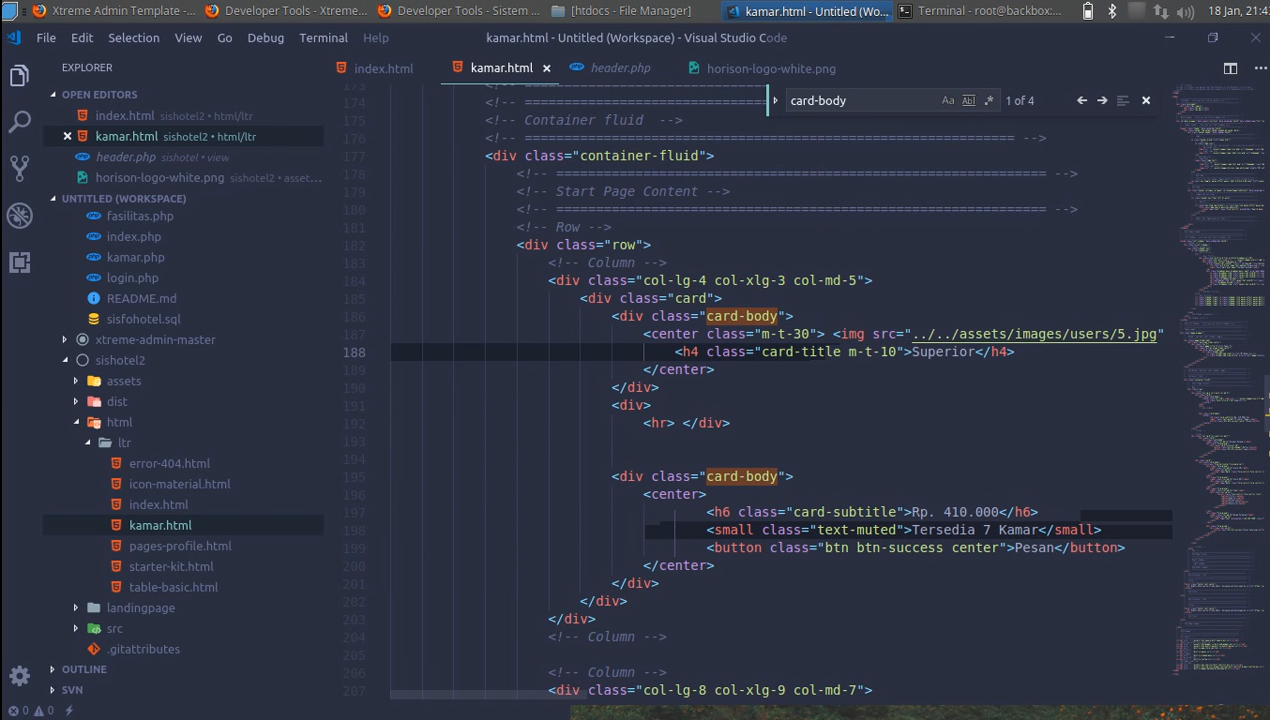 Xtreme Admin Template - ...
Developer Tools - Xtreme...
Developer Tools - Sistem ...
[htdocs - File Manager]
kamar.html - Untitled (Wo...
Terminal - root@backbox:...
18 Jan, 21:4
File Edit Selection View Go Debug Terminal Help
kamar.html - Untitled (Workspace) - Visual Studio Code
EXPLORER
index.html
kamar.html
header.php
horison-logo-white.png
OPEN EDITORS
index.html sishotel2 • html/ltr
kamar.html sishotel2 • html/ltr
header.php sishotel • view
horison-logo-white.png sishotel2 • asset...
UNTITLED (WORKSPACE)
fasilitas.php
index.php
kamar.php
login.php
README.md
sisfohotel.sql
xtreme-admin-master
sishotel2
assets
dist
html
ltr
error-404.html
icon-material.html
index.html
kamar.html
pages-profile.html
starter-kit.html
table-basic.html
landingpage
src
.gitattributes
OUTLINE
SVN
0 0
card-body Aa Abl .* 1 of 4
173
174 <!-- =====================
175 <!-- Container fluid  -->
176 <!-- ============================================================== -->
177 <div class="container-fluid">
178 <!-- ============================================================== -->
179 <!-- Start Page Content -->
180 <!-- ============================================================== -->
181 <!-- Row -->
182 <div class="row">
183 <!-- Column -->
184 <div class="col-lg-4 col-xlg-3 col-md-5">
185 <div class="card">
186 <div class="card-body">
187 <center class="m-t-30"> <img src="../../assets/images/users/5.jpg"
188 <h4 class="card-title m-t-10">Superior</h4>
189 </center>
190 </div>
191 <div>
192 <hr> </div>
193
194
195 <div class="card-body">
196 <center>
197 <h6 class="card-subtitle">Rp. 410.000</h6>
198 <small class="text-muted">Tersedia 7 Kamar</small>
199 <button class="btn btn-success center">Pesan</button>
200 </center>
201 </div>
202 </div>
203 </div>
204 <!-- Column -->
205
206 <!-- Column -->
207 <div class="col-lg-8 col-xlg-9 col-md-7">